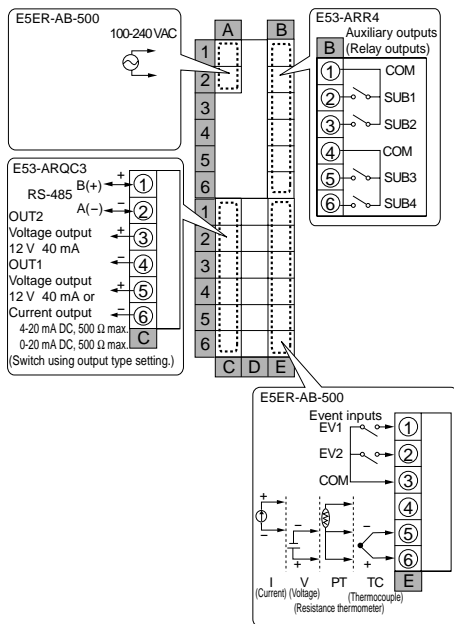 E5ER-AB-500
100-240 VAC
A
B
1
2
3
4
5
6
1
2
3
4
5
6
C D E
E53-ARR4
Auxiliary outputs
(Relay outputs)
B
1 COM
2 SUB1
3 SUB2
4 COM
5 SUB3
6 SUB4
E53-ARQC3
RS-485
B(+) + 1
A(−) − 2
OUT2
Voltage output + 3
12 V 40 mA
OUT1 − 4
Voltage output
12 V 40 mA or + 5
Current output − 6
4-20 mA DC, 500 Ω max.
0-20 mA DC, 500 Ω max.
(Switch using output type setting.)
C
E5ER-AB-500
Event inputs
EV1 1
EV2 2
COM 3
4
5
6
E
+
−
−
+
−
+
I V PT TC
(Current) (Voltage) (Thermocouple)
(Resistance thermometer)